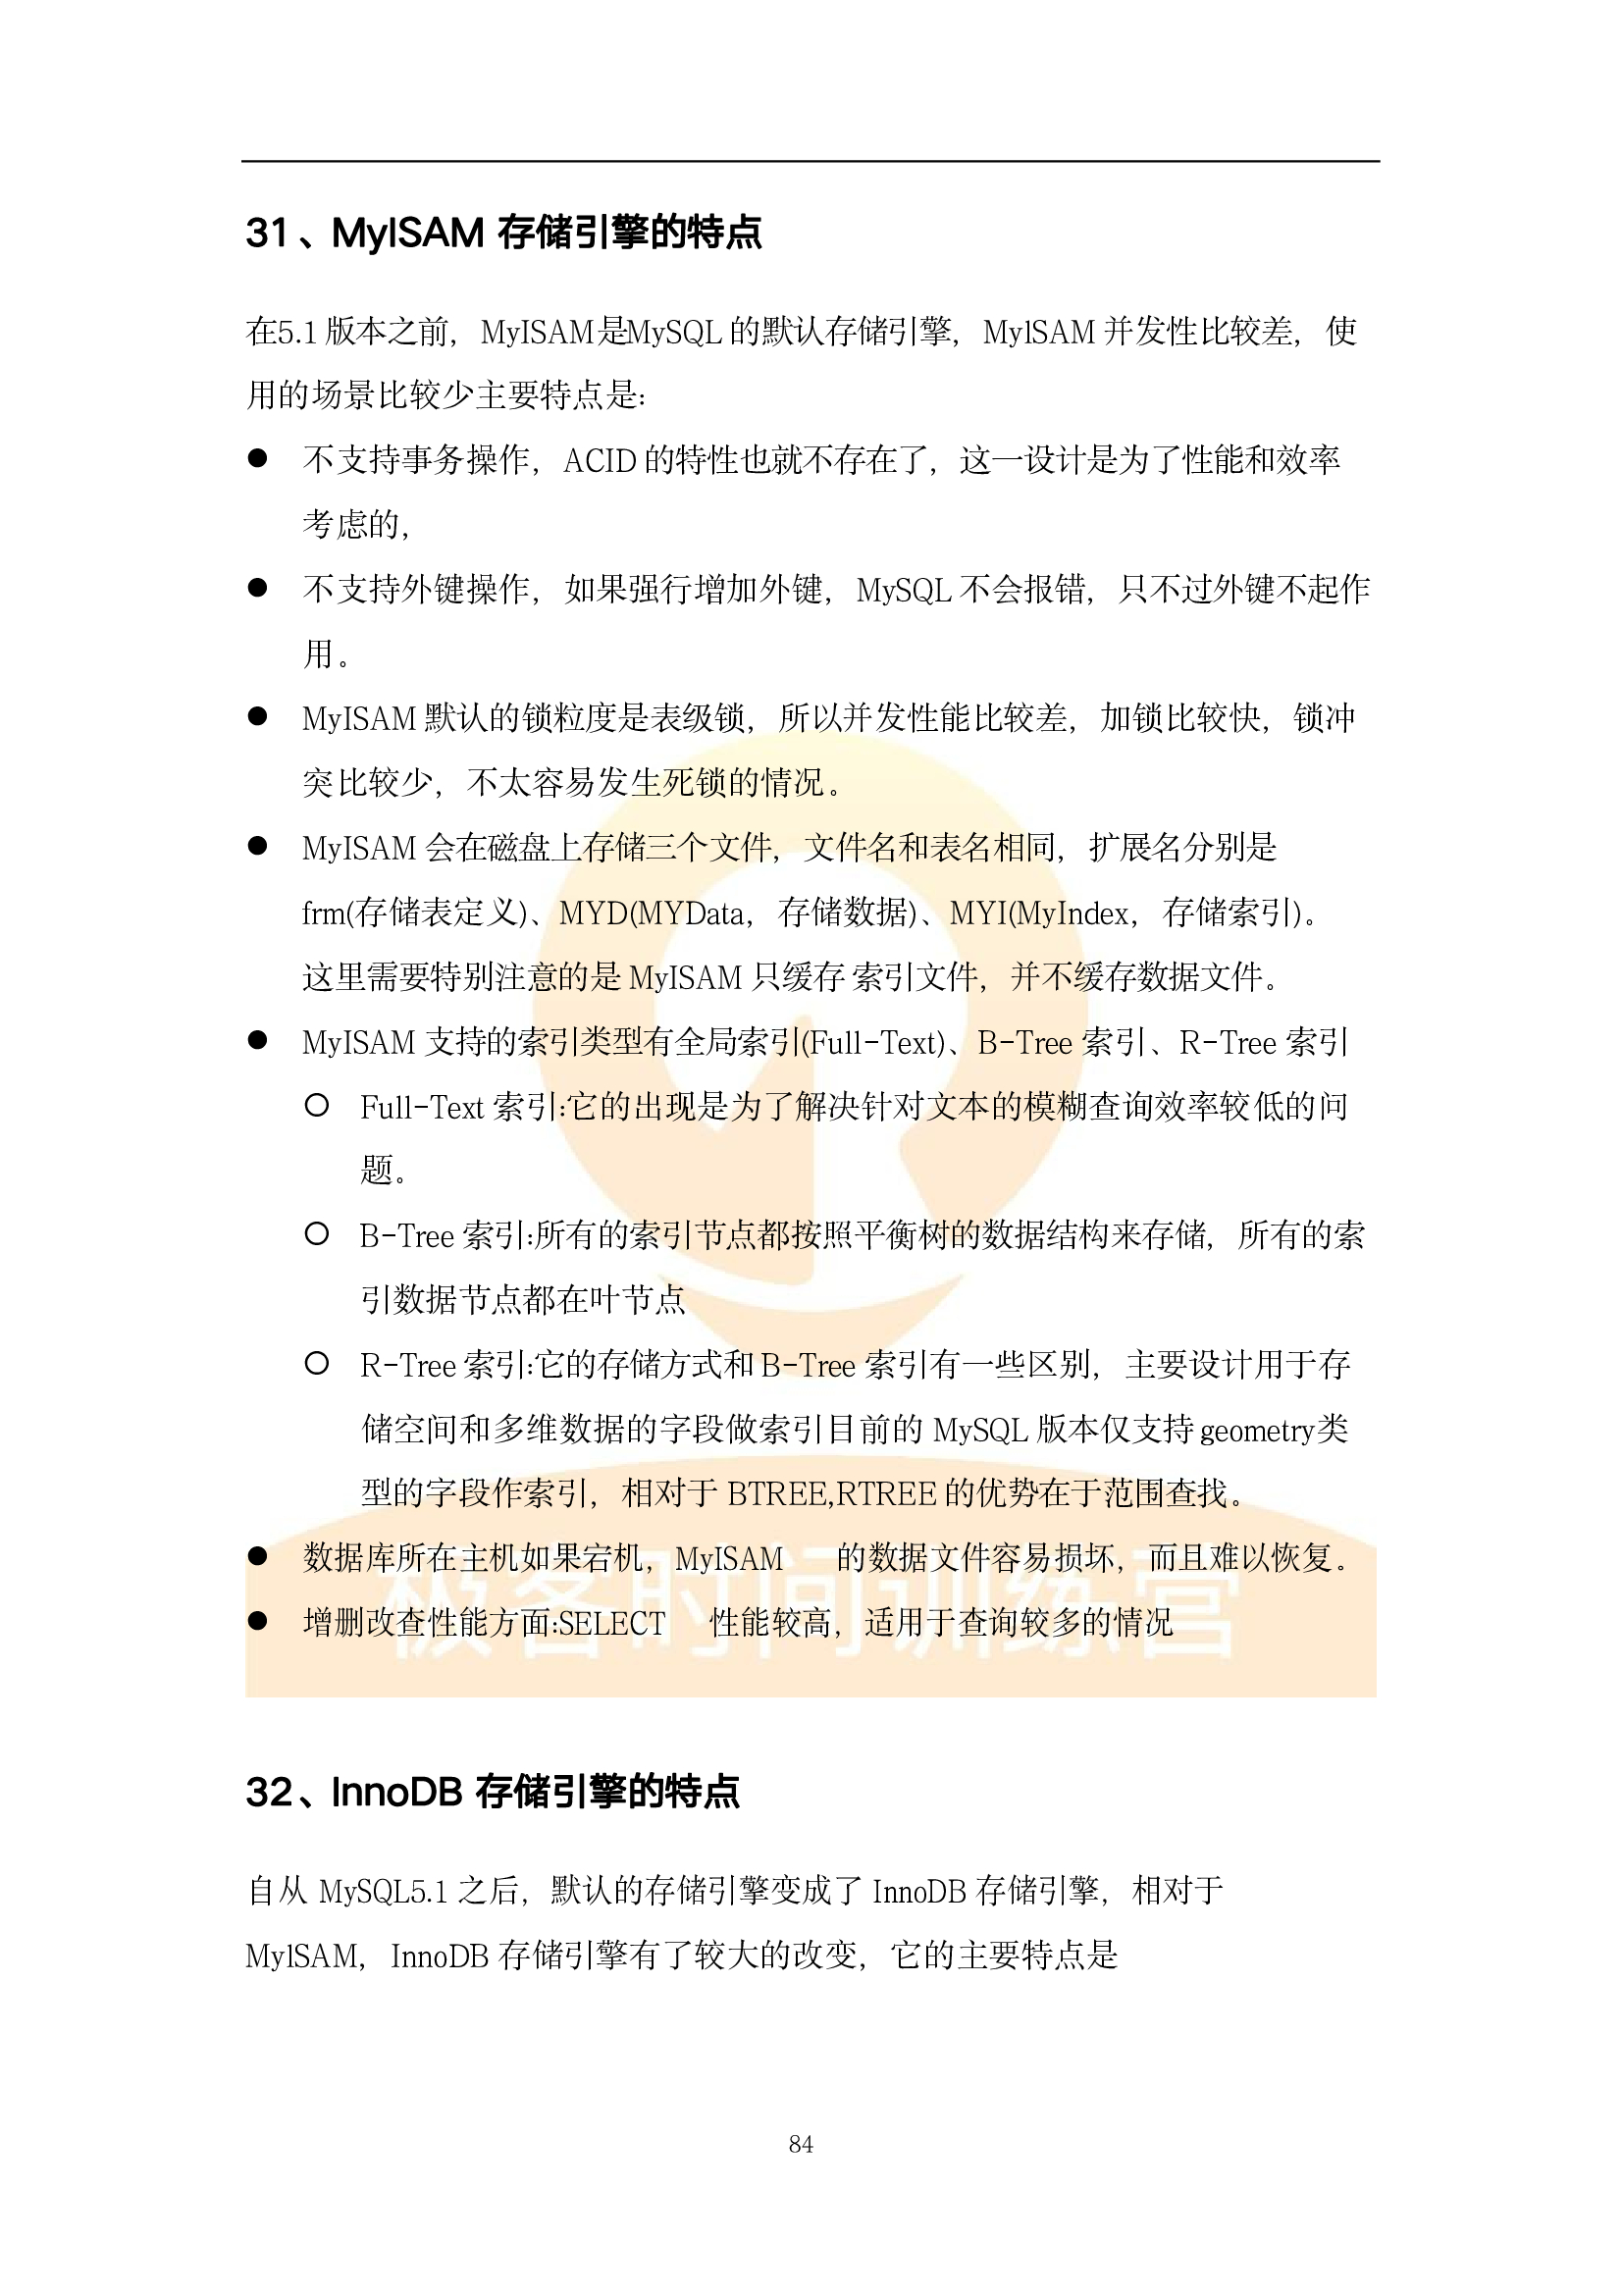 31、MyISAM 存储引擎的特点
在5.1 版本之前，MyISAM是MySQL 的默认存储引擎，MylSAM 并发性比较差，使
用的场景比较少主要特点是:
● 不支持事务操作，ACID 的特性也就不存在了，这一设计是为了性能和效率
考虑的，
● 不支持外键操作，如果强行增加外键，MySQL 不会报错，只不过外键不起作
用。
● MyISAM 默认的锁粒度是表级锁，所以并发性能比较差，加锁比较快，锁冲
突比较少，不太容易发生死锁的情况。
● MyISAM 会在磁盘上存储三个文件，文件名和表名相同，扩展名分别是
frm(存储表定义)、MYD(MYData，存储数据)、MYI(MyIndex，存储索引)。
这里需要特别注意的是 MyISAM 只缓存 索引文件，并不缓存数据文件。
● MyISAM 支持的索引类型有全局索引(Full-Text)、B-Tree 索引、R-Tree 索引
○ Full-Text 索引:它的出现是为了解决针对文本的模糊查询效率较低的问
题。
○ B-Tree 索引:所有的索引节点都按照平衡树的数据结构来存储，所有的索
引数据节点都在叶节点
○ R-Tree 索引:它的存储方式和 B-Tree 索引有一些区别，主要设计用于存
储空间和多维数据的字段做索引目前的 MySQL 版本仅支持 geometry类
型的字段作索引，相对于 BTREE,RTREE 的优势在于范围查找。
● 数据库所在主机如果宕机，MyISAM 的数据文件容易损坏，而且难以恢复。
● 增删改查性能方面:SELECT 性能较高，适用于查询较多的情况
极客时间训练营
32、InnoDB 存储引擎的特点
自从 MySQL5.1 之后，默认的存储引擎变成了 InnoDB 存储引擎，相对于
MylSAM，InnoDB 存储引擎有了较大的改变，它的主要特点是
84